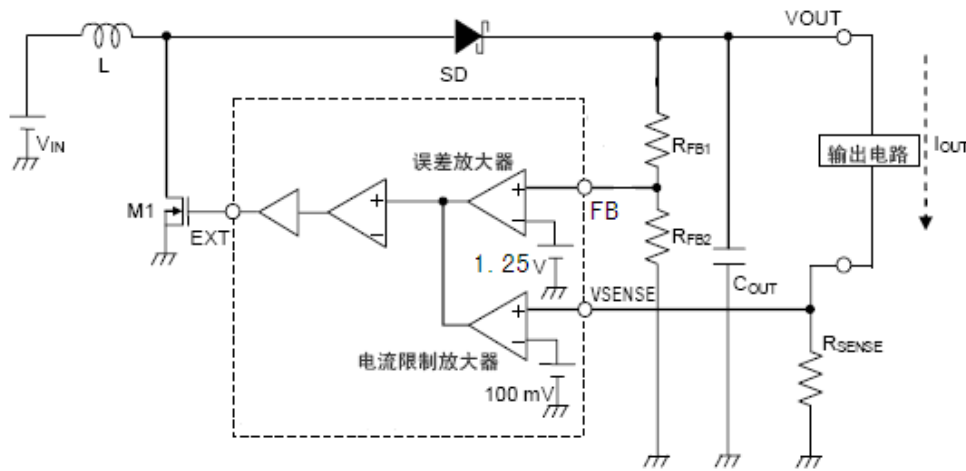 VOUT
L
SD
VIN
RFB1
误差放大器
输出电路
IOUT
M1
EXT
+
−
+
−
FB
RFB2
1.25V
COUT
VSENSE
+
−
RSENSE
电流限制放大器
100 mV